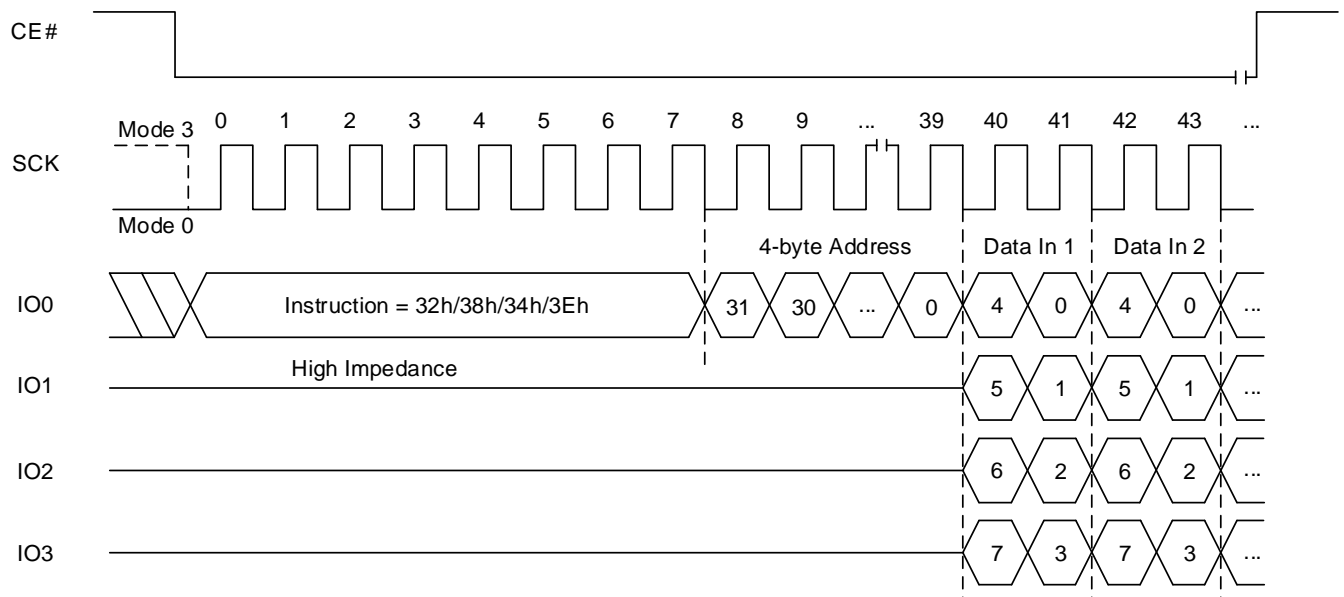 CE#
0 1 2 3 4 5 6 7 8 9 ... 39 40 41 42 43 ...
Mode 3
SCK
Mode 0
4-byte Address Data In 1 Data In 2
IO0 Instruction = 32h/38h/34h/3Eh 31 30 ... 0 4 0 4 0 ...
High Impedance
IO1 5 1 5 1 ...
IO2 6 2 6 2 ...
IO3 7 3 7 3 ...